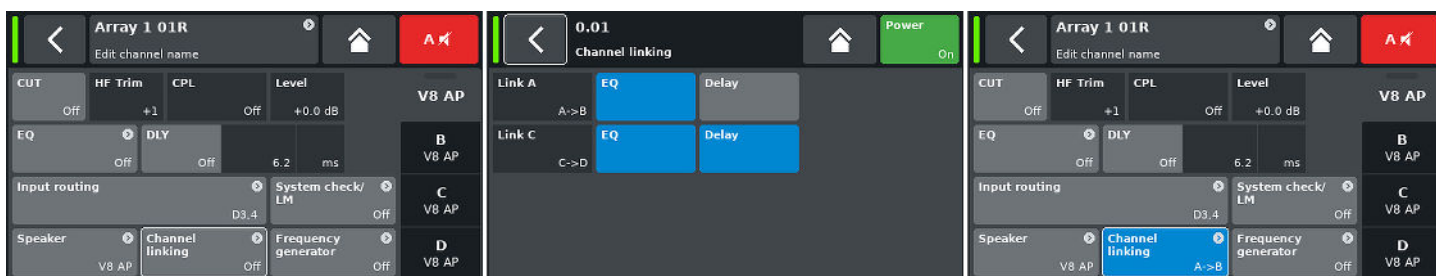 Array 1 01R
Edit channel name
A
CUT
Off
HF Trim
+1
CPL
Off
Level
+0.0 dB
V8 AP
EQ
Off
DLY
Off
6.2 ms
B
V8 AP
Input routing
D3,4
System check/
LM
Off
C
V8 AP
Speaker
V8 AP
Channel
linking
Off
Frequency
generator
Off
D
V8 AP
0.01
Channel linking
Power
On
Link A
A->B
EQ
Delay
Link C
C->D
EQ
Delay
Array 1 01R
Edit channel name
A
CUT
Off
HF Trim
+1
CPL
Off
Level
+0.0 dB
V8 AP
EQ
Off
DLY
Off
6.2 ms
B
V8 AP
Input routing
D3,4
System check/
LM
Off
C
V8 AP
Speaker
V8 AP
Channel
linking
A->B
Frequency
generator
Off
D
V8 AP